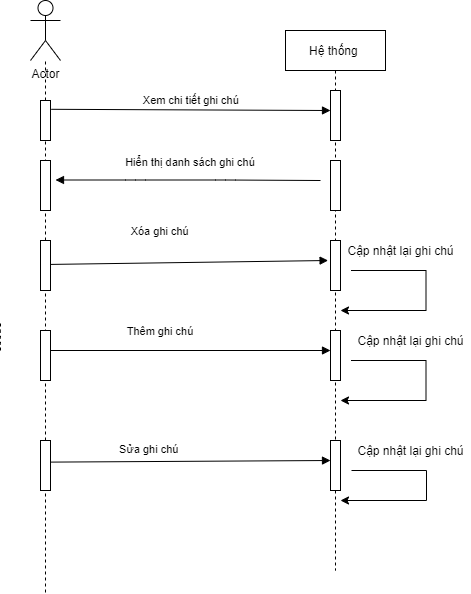 Hệ thống
Actor
Xem chi tiết ghi chú
Hiển thị danh sách ghi chú
Xóa ghi chú
Cập nhật lại ghi chú
Thêm ghi chú
Cập nhật lại ghi chú
Sửa ghi chú
Cập nhật lại ghi chú